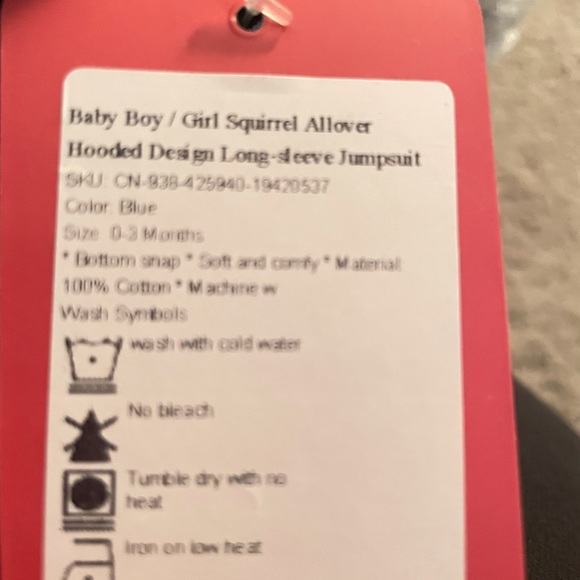 Baby Boy / Girl Squirrel Allover
Hooded Design Long-sleeve Jumpsuit
SKU: CN-938-425940-19420537
Color: Blue
Size: 0-3 Months
* Bottom snap * Soft and comfy * Material:
100% Cotton * Machine w
Wash Symbols
wash with cold water
No bleach
Tumble dry with no
heat
Iron on low heat